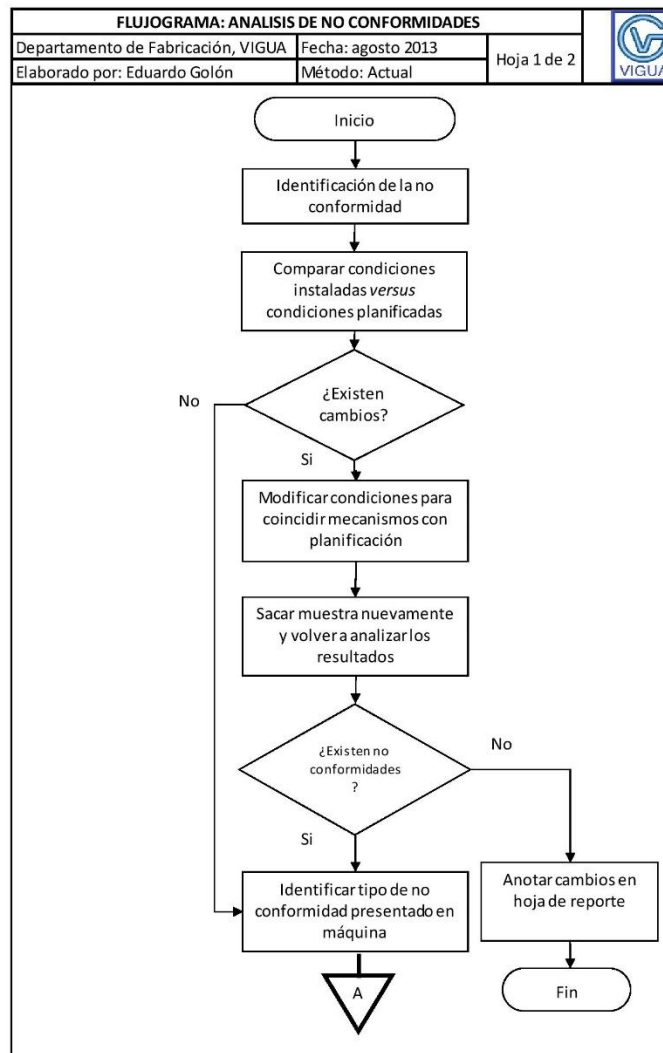 FLUJOGRAMA: ANALISIS DE NO CONFORMIDADES
Departamento de Fabricación, VIGUA
Fecha: agosto 2013
Hoja 1 de 2
Elaborado por: Eduardo Golón
Método: Actual
VIGUA
Inicio
Identificación de la no
conformidad
Comparar condiciones
instaladas versus
condiciones planificadas
¿Existen
cambios?
No
Si
Modificar condiciones para
coincidir mecanismos con
planificación
Sacar muestra nuevamente
y volver a analizar los
resultados
¿Existen no
conformidades
?
No
Si
Identificar tipo de no
conformidad presentado en
máquina
Anotar cambios en
hoja de reporte
A
Fin